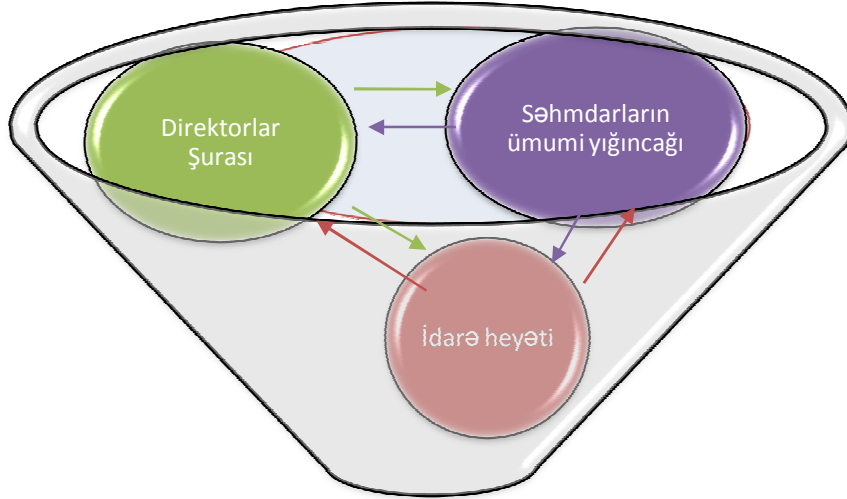 Direktorlar
Şurası
Səhmdarların
ümumi yığıncağı
İdarə heyəti